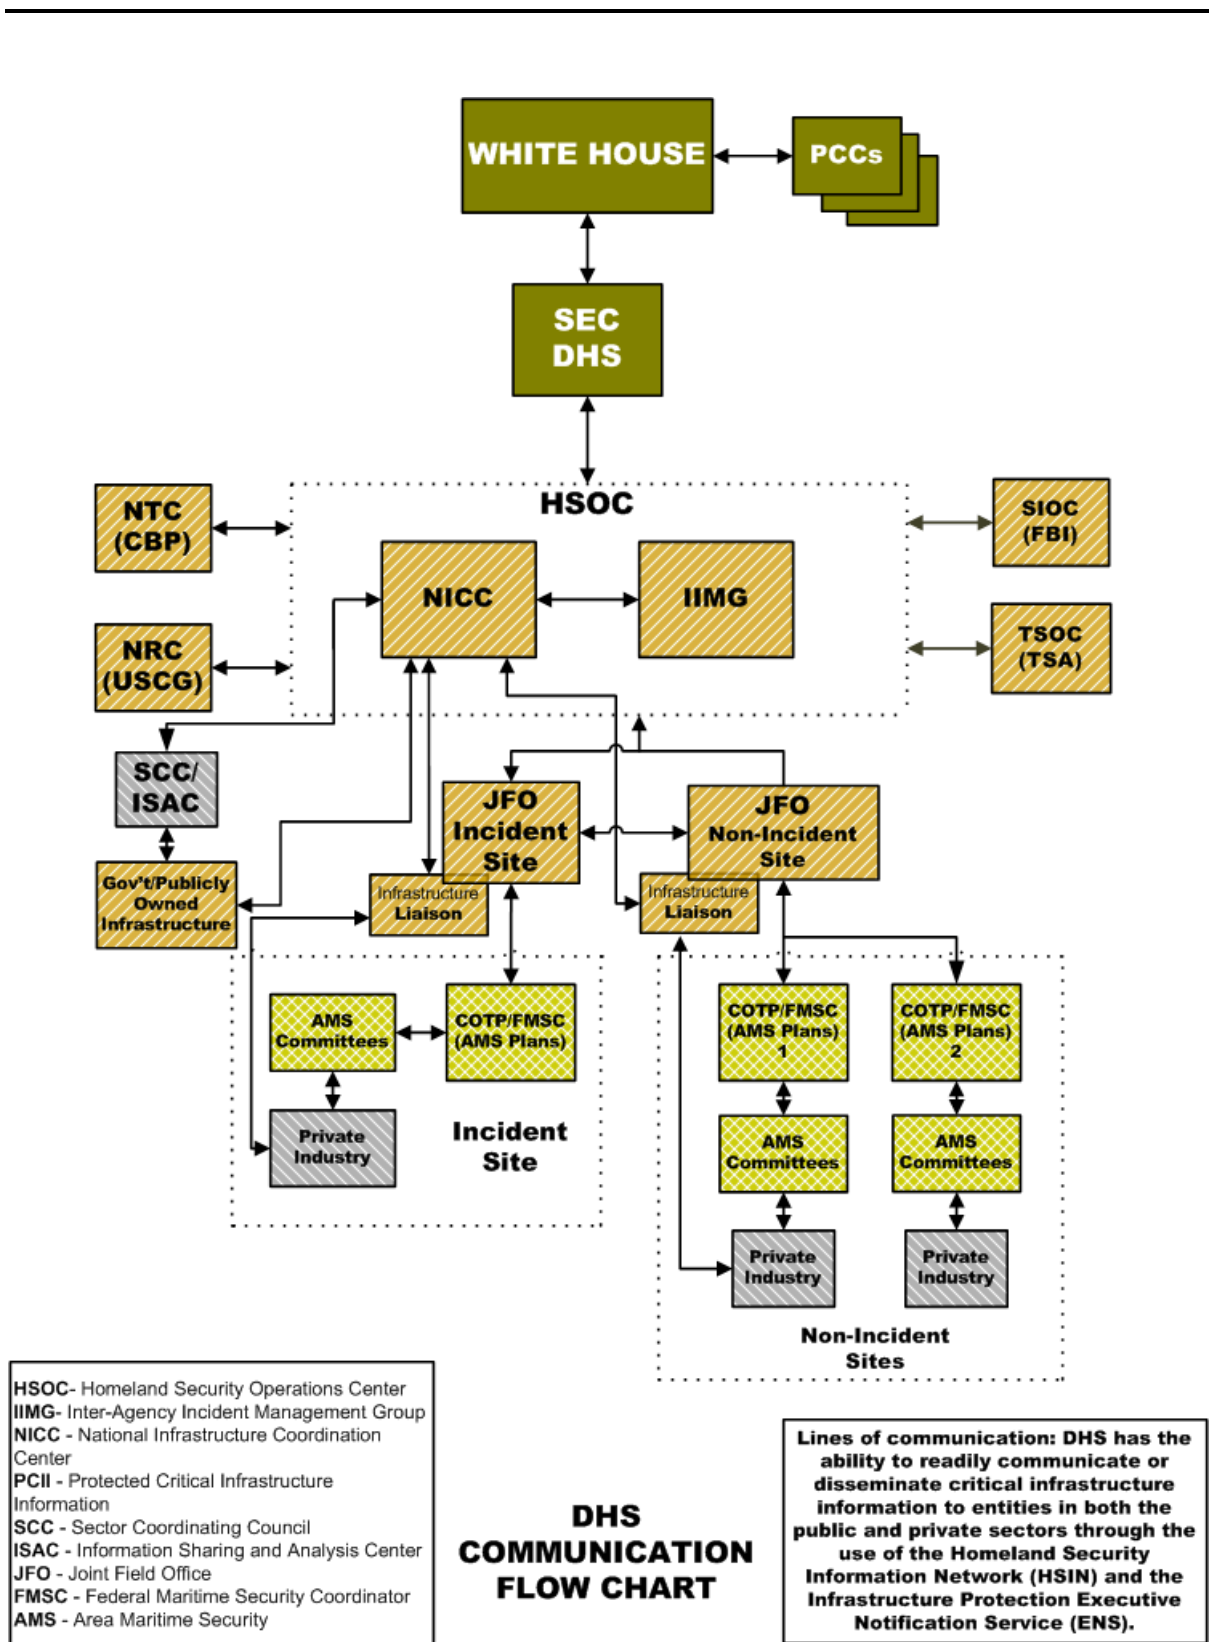 WHITE HOUSE
PCCs
SEC
DHS
HSOC
NTC
(CBP)
SIOC
(FBI)
NICC
IIMG
NRC
(USCG)
TSOC
(TSA)
SCC/
ISAC
JFO
Incident
Site
JFO
Non-Incident
Site
Gov't/Publicly
Owned
Infrastructure
Infrastructure
Liaison
Infrastructure
Liaison
AMS
Committees
COTP/FMSC
(AMS Plans)
Private
Industry
Incident
Site
COTP/FMSC
(AMS Plans)
1
COTP/FMSC
(AMS Plans)
2
AMS
Committees
AMS
Committees
Private
Industry
Private
Industry
Non-Incident
Sites
HSOC- Homeland Security Operations Center
IIMG- Inter-Agency Incident Management Group
NICC - National Infrastructure Coordination
Center
PCII - Protected Critical Infrastructure
Information
SCC - Sector Coordinating Council
ISAC - Information Sharing and Analysis Center
JFO - Joint Field Office
FMSC - Federal Maritime Security Coordinator
AMS - Area Maritime Security
DHS
COMMUNICATION
FLOW CHART
Lines of communication: DHS has the
ability to readily communicate or
disseminate critical infrastructure
information to entities in both the
public and private sectors through the
use of the Homeland Security
Information Network (HSIN) and the
Infrastructure Protection Executive
Notification Service (ENS).